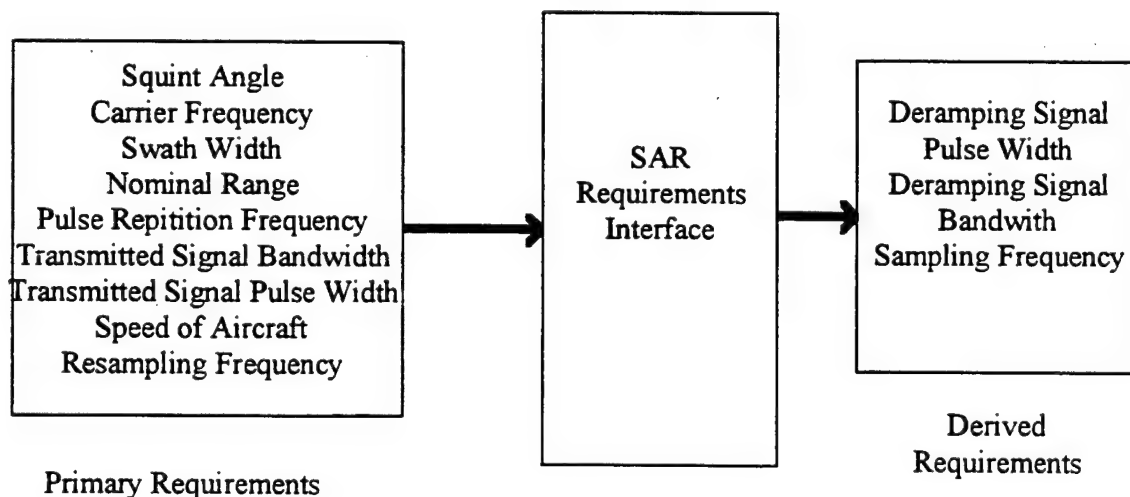 Squint Angle
Carrier Frequency
Swath Width
Nominal Range
Pulse Repitition Frequency
Transmitted Signal Bandwidth
Transmitted Signal Pulse Width
Speed of Aircraft
Resampling Frequency
Primary Requirements
SAR
Requirements
Interface
Deramping Signal
Pulse Width
Deramping Signal
Bandwith
Sampling Frequency
Derived
Requirements